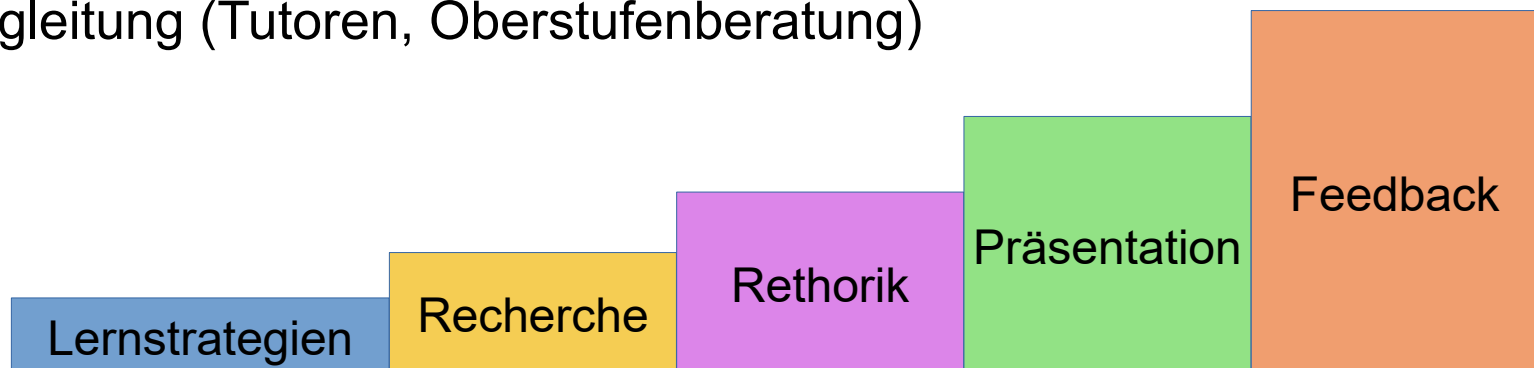 gleitung (Tutoren, Oberstufenberatung)
Feedback
Präsentation
Rethorik
Recherche
Lernstrategien